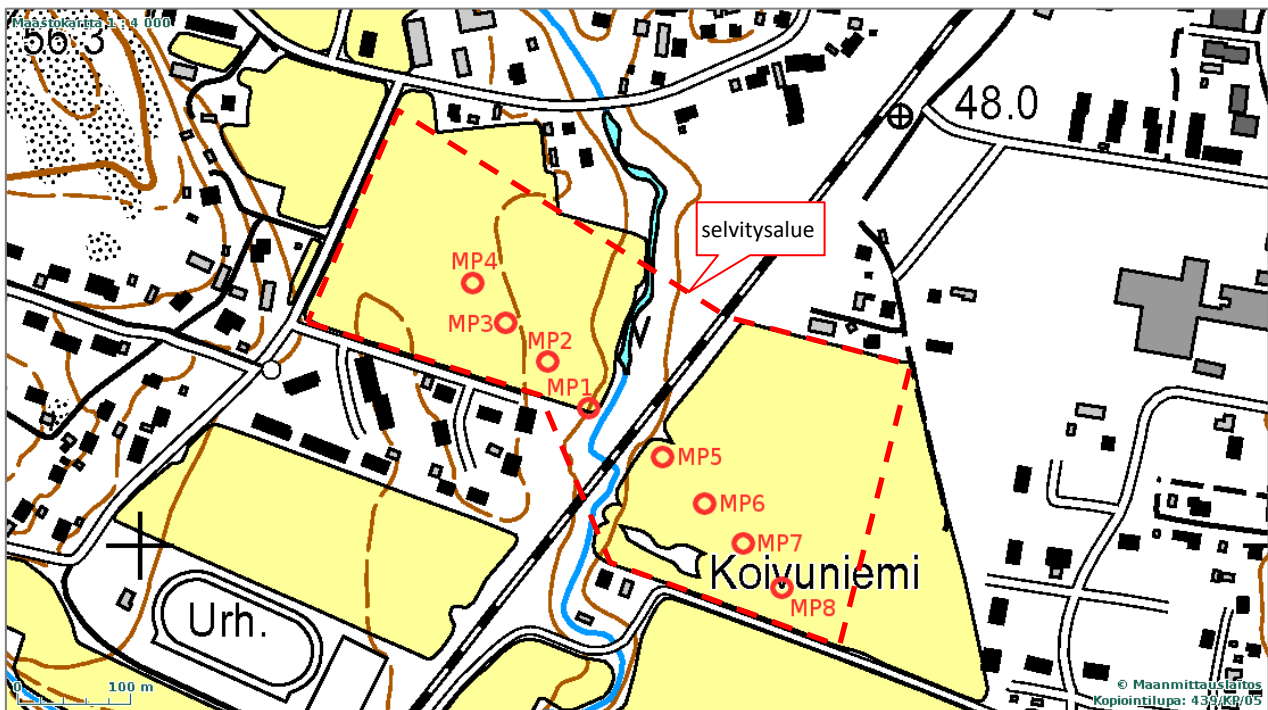 Maastokartta 1 : 4 000
56.3
48.0
selvitysalue
MP4
MP3
MP2
MP1
MP5
MP6
MP7
Koivuniemi
MP8
Urh.
0 100 m
© Maanmittauslaitos
Kopiointilupa: 439/KP/05